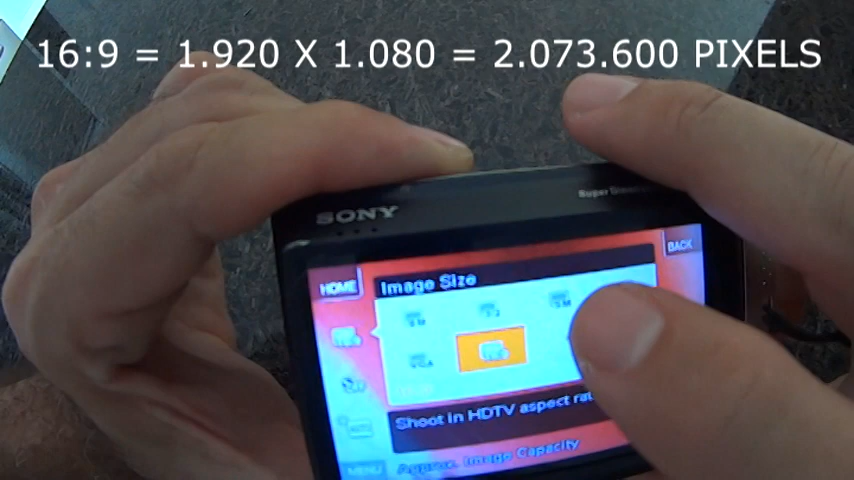 16:9 = 1.920 X 1.080 = 2.073.600 PIXELS
SONY
BACK
HOME
Image Size
VGA
Shoot in HDTV aspect
MENU
Approx. Image Capacity